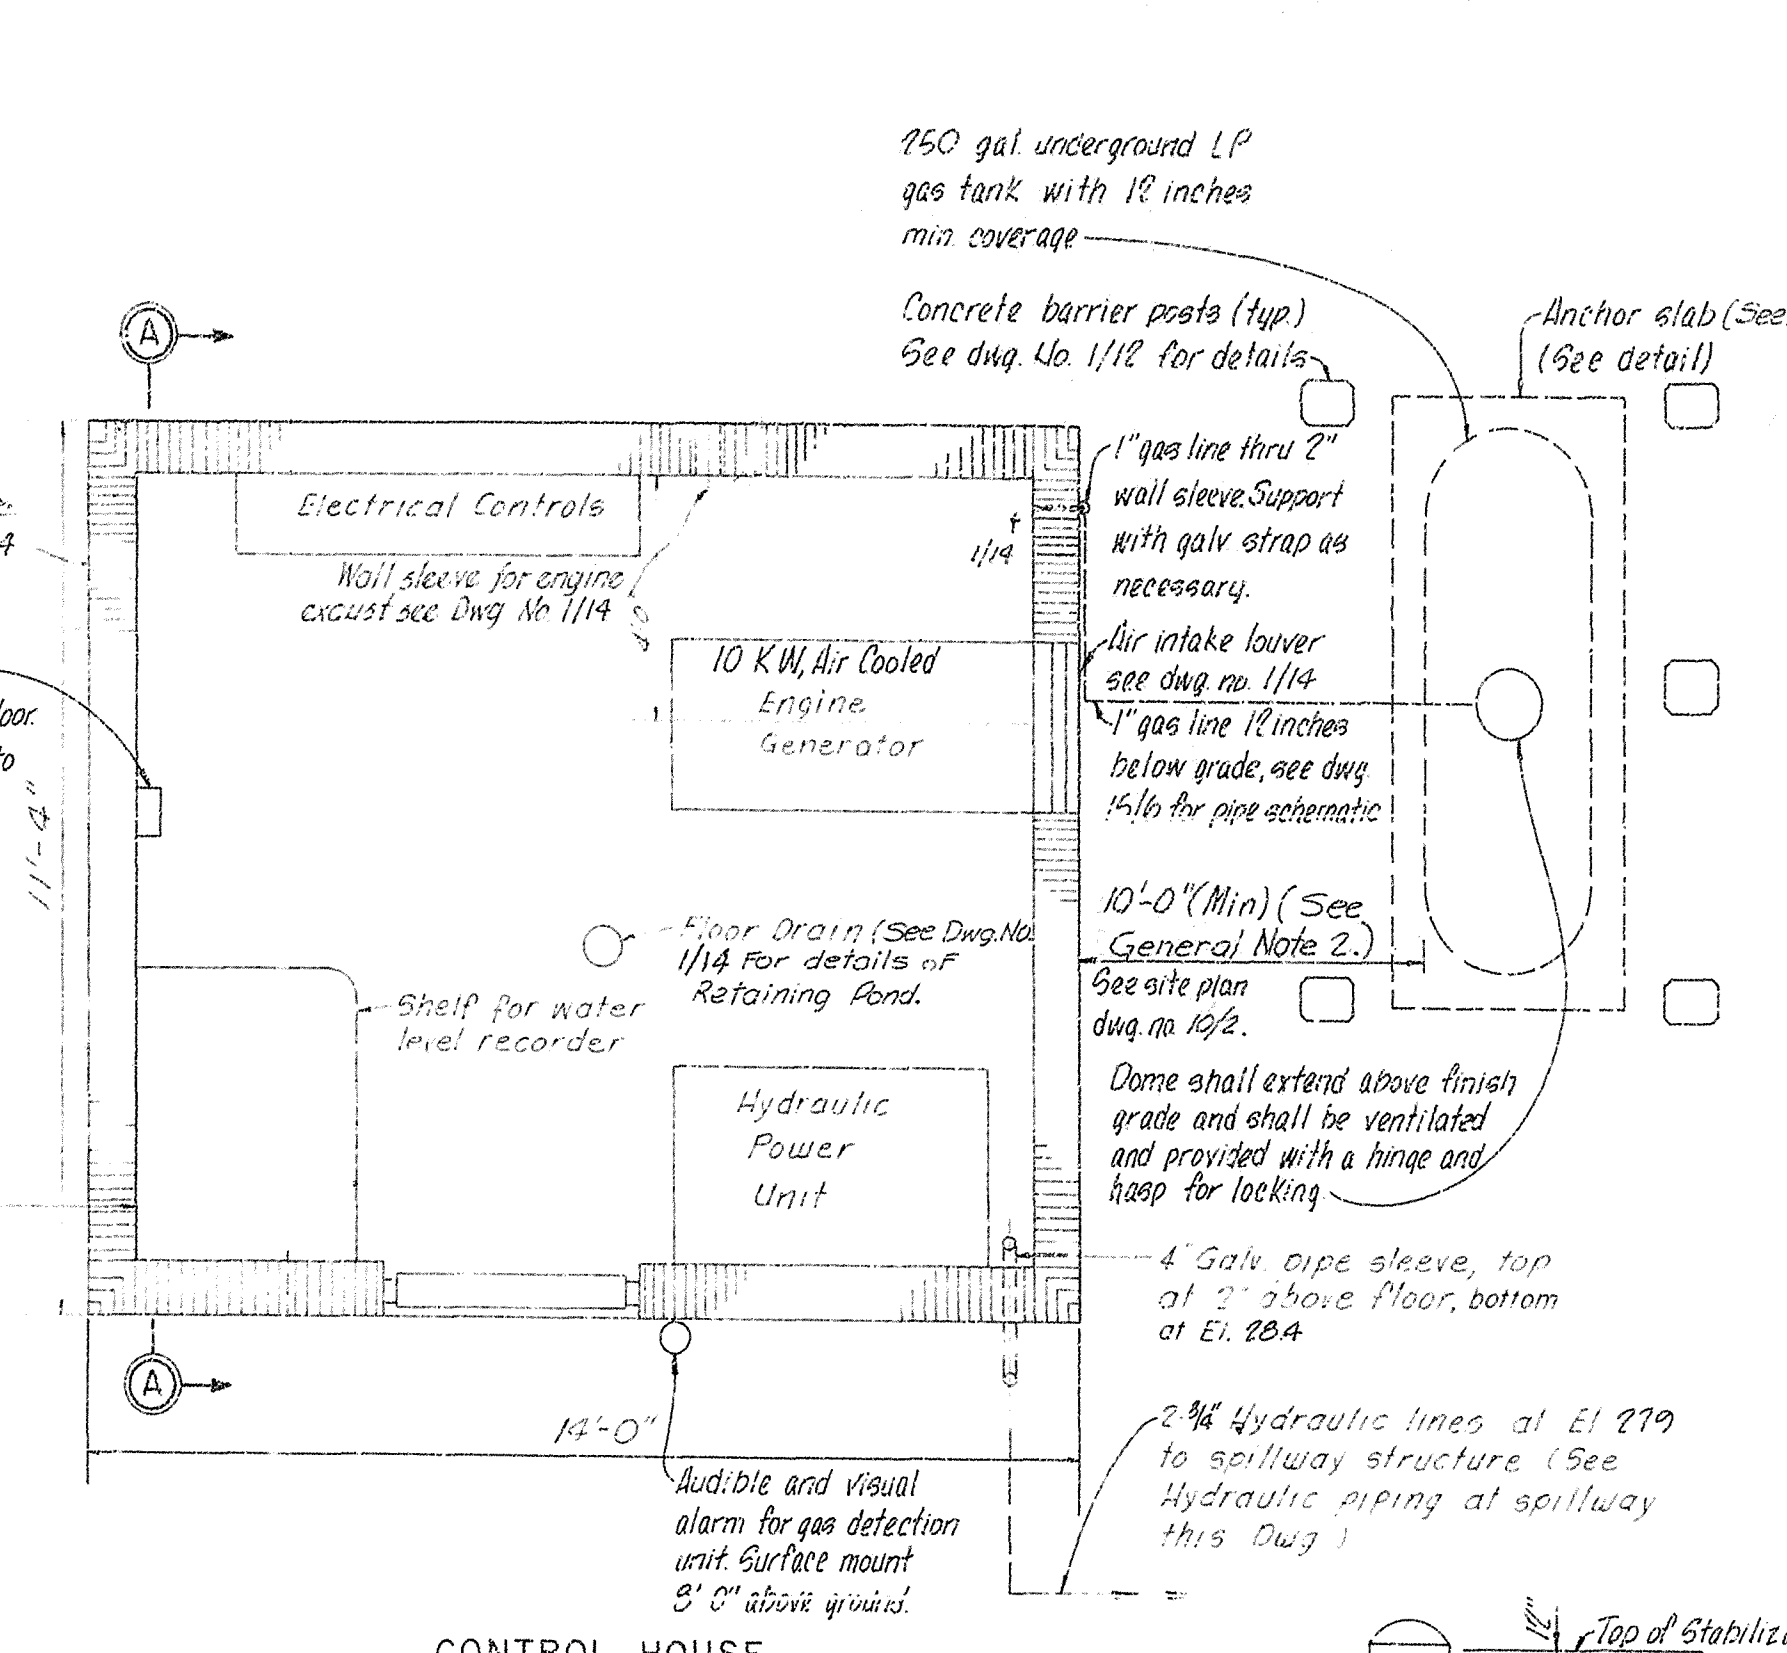 250 gal. underground LP
gas tank with 12 inches
min. coverage
Concrete barrier posts (typ.)
See dwg. No. 1/12 for details
Anchor slab (See
(See detail)
A
Electrical Controls
Wall sleeve for engine
exaust see Dwg No. 1/14
1/14
1" gas line thru 2"
wall sleeve. Support
with galv strap as
necessary.
Air intake louver
see dwg. no. 1/14
1" gas line 12 inches
below grade, see dwg.
15/6 for pipe schematic
10 KW, Air Cooled
Engine
Generator
loor.
to
11'-4"
Floor Drain (See Dwg. No.
1/14 For details of
Retaining Pond.
10'-0" (Min) (See
General Note 2.)
See site plan
dwg. no. 10/2.
Shelf for water
level recorder
Hydraulic
Power
Unit
Dome shall extend above finish
grade and shall be ventilated
and provided with a hinge and
hasp for locking
4" Galv. pipe sleeve, top
at 2" above floor, bottom
at El. 28.4
A
14'-0"
2-3/4" Hydraulic lines at El 279
to spillway structure (See
Hydraulic piping at spillway
this Dwg )
Audible and visual
alarm for gas detection
unit. Surface mount
8'-0" above ground.
CONTROL HOUSE
12"
Top of Stabiliz